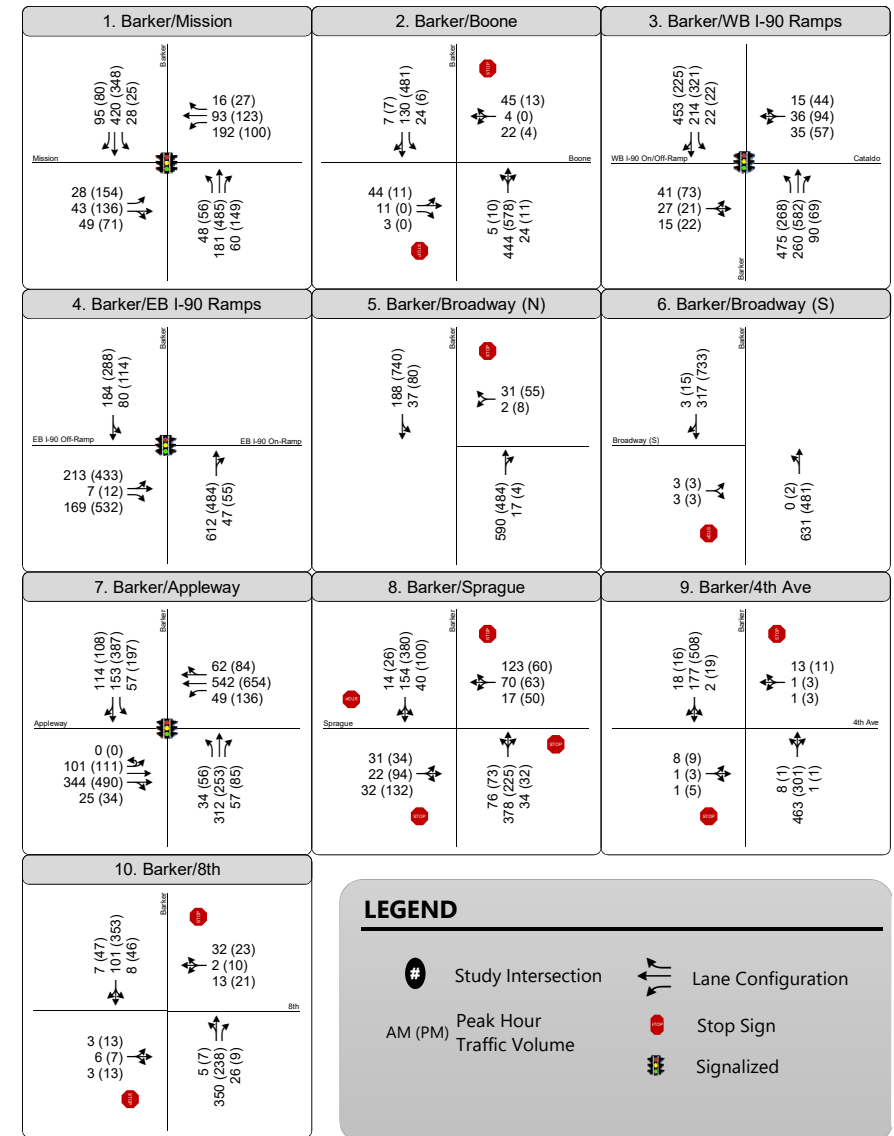 1. Barker/Mission
Barker
95 (80)
420 (348)
28 (25)
16 (27)
93 (123)
192 (100)
Mission
28 (154)
43 (136)
49 (71)
48 (56)
181 (485)
60 (149)
2. Barker/Boone
Barker
STOP
7 (7)
130 (481)
24 (6)
45 (13)
4 (0)
22 (4)
Boone
44 (11)
11 (0)
3 (0)
STOP
5 (10)
444 (578)
24 (11)
3. Barker/WB I-90 Ramps
453 (225)
214 (321)
22 (22)
15 (44)
36 (94)
35 (57)
WB I-90 On/Off-Ramp
Cataldo
41 (73)
27 (21)
15 (22)
Barker
475 (268)
260 (582)
90 (69)
4. Barker/EB I-90 Ramps
Barker
184 (288)
80 (114)
EB I-90 Off-Ramp
EB I-90 On-Ramp
213 (433)
7 (12)
169 (532)
612 (484)
47 (55)
5. Barker/Broadway (N)
Barker
STOP
188 (740)
37 (80)
31 (55)
2 (8)
590 (484)
17 (4)
6. Barker/Broadway (S)
Barker
3 (15)
317 (733)
Broadway (S)
3 (3)
3 (3)
STOP
0 (2)
631 (481)
7. Barker/Appleway
Barker
114 (108)
153 (387)
57 (197)
62 (84)
542 (654)
49 (136)
Appleway
0 (0)
101 (111)
344 (490)
25 (34)
34 (56)
312 (253)
57 (85)
8. Barker/Sprague
Barker
STOP
14 (26)
154 (380)
40 (100)
123 (60)
70 (63)
17 (50)
STOP
Sprague
STOP
31 (34)
22 (94)
32 (132)
STOP
76 (73)
378 (225)
34 (32)
9. Barker/4th Ave
Barker
STOP
18 (16)
177 (508)
2 (19)
13 (11)
1 (3)
1 (3)
4th Ave
8 (9)
1 (3)
1 (5)
STOP
8 (1)
463 (301)
1 (1)
10. Barker/8th
Barker
STOP
7 (47)
101 (353)
8 (46)
32 (23)
2 (10)
13 (21)
8th
3 (13)
6 (7)
3 (13)
STOP
5 (7)
350 (238)
26 (9)
LEGEND
# Study Intersection
Lane Configuration
AM (PM) Peak Hour
Traffic Volume
STOP Stop Sign
Signalized